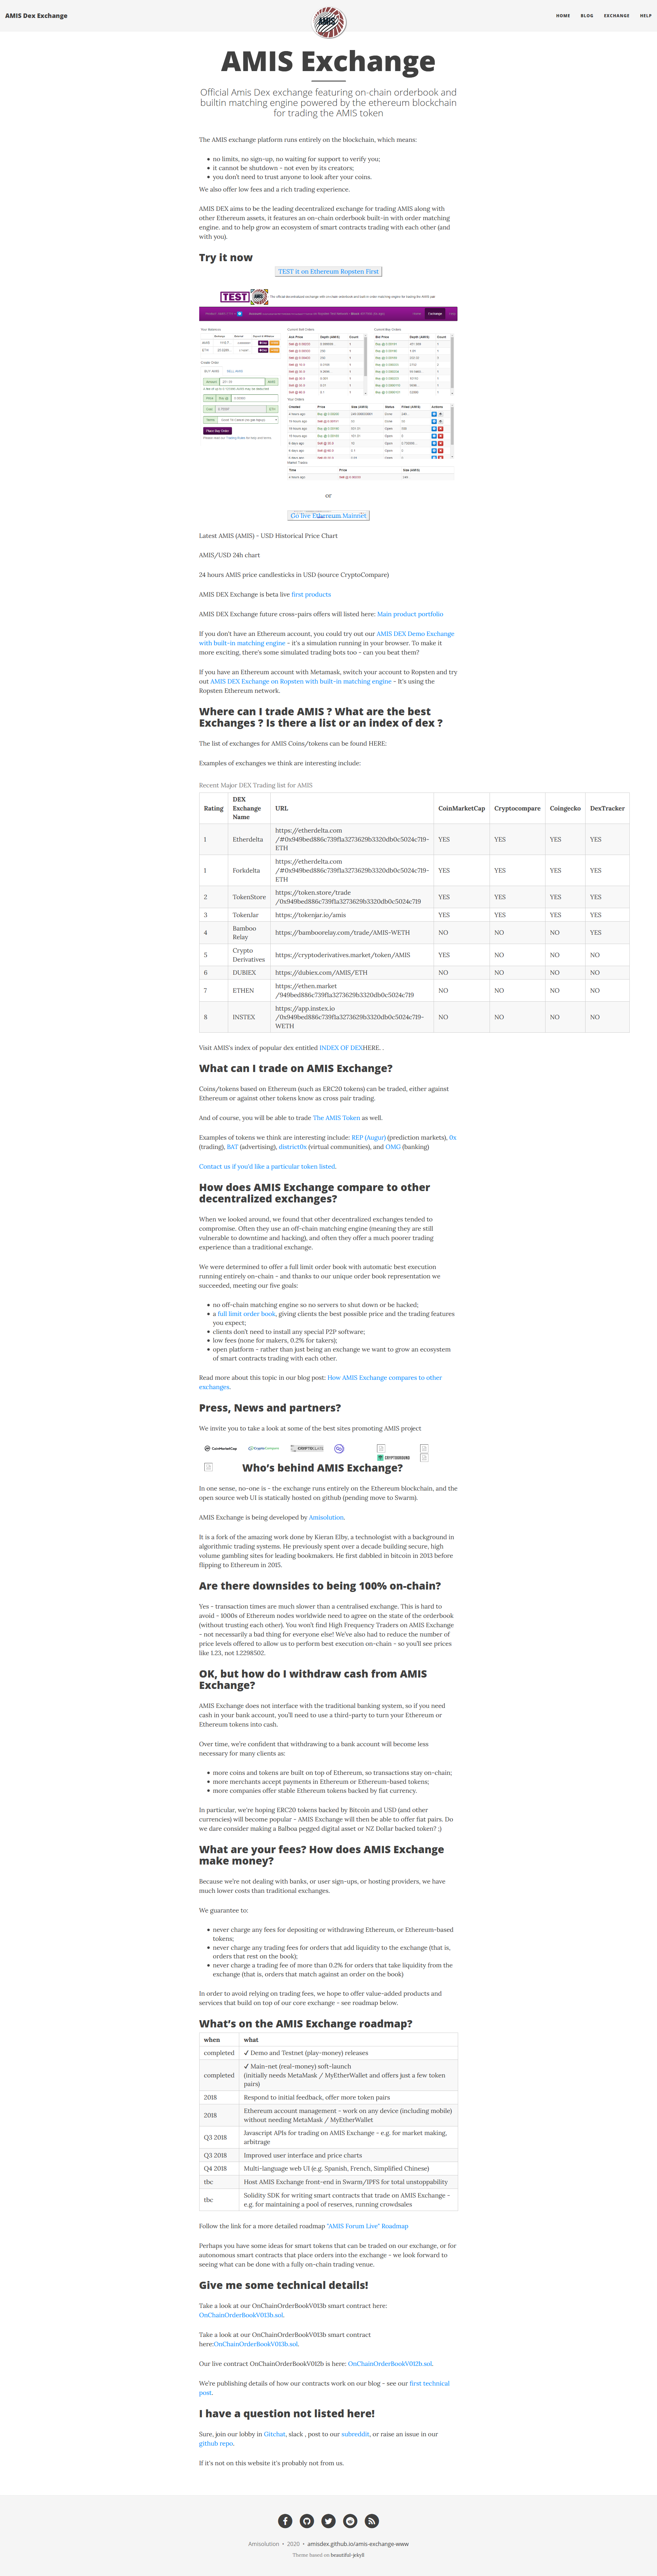 AMIS Dex Exchange
AMIS
HOME
BLOG
EXCHANGE
HELP
AMIS Exchange
Official Amis Dex exchange featuring on-chain orderbook and
builtin Matching engine powered by the ethereum blockchain
for trading the AMIS token
The AMIS exchange platform runs entirely on the blockchain, which means:
no limits, no sign-up, no waiting for support to verify you;
it cannot be shutdown - not even by its creators;
you don't need to trust anyone to look after your coins.
We also offer low fees and a rich trading experience.
AMIS DEX aims to be the leading decentralized exchange for trading AMIS along with
other Ethereum assets, it features an on-chain orderbook built-in with order matching
engine. and to help grow an ecosystem of smart contracts trading with each other (and
with you).
Try it now
TEST it on Ethereum Ropsten First
TEST
or
Go live Ethereum Mainnet
Latest AMIS (AMIS) - USD Historical Price Chart
AMIS/USD 24h chart
24 hours AMIS price candlesticks in USD (source CryptoCompare)
AMIS DEX Exchange is beta live first products
AMIS DEX Exchange future cross-pairs offers will listed here: Main product portfolio
If you don't have an Ethereum account, you could try out our AMIS DEX Demo Exchange
with built-in matching engine - it's a simulation running in your browser. To make it
more exciting, there's some simulated trading bots too - can you beat them?
If you have an Ethereum account with Metamask, switch your account to Ropsten and try
out AMIS DEX Exchange on Ropsten with built-in matching engine - It's using the
Ropsten Ethereum network.
Where can I trade AMIS ? What are the best
Exchanges ? Is there a list or an index of dex ?
The list of exchanges for AMIS Coins/tokens can be found HERE:
Examples of exchanges we think are interesting include:
Recent Major DEX Trading list for AMIS
Rating | DEX Exchange Name | URL | CoinMarketCap | Cryptocompare | Coingecko | DexTracker
1 | Etherdelta | https://etherdelta.com/#0x949bed886c739f1a3273629b3320db0c5024c719-ETH | YES | YES | YES | YES
1 | Forkdelta | https://etherdelta.com/#0x949bed886c739f1a3273629b3320db0c5024c719-ETH | YES | YES | YES | YES
2 | TokenStore | https://token.store/trade/0x949bed886c739f1a3273629b3320db0c5024c719 | YES | YES | YES | YES
3 | TokenJar | https://tokenjar.io/amis | YES | YES | YES | YES
4 | Bamboo Relay | https://bamboorelay.com/trade/AMIS-WETH | NO | NO | NO | YES
5 | Crypto Derivatives | https://cryptoderivatives.market/token/AMIS | YES | NO | NO | NO
6 | DUBIEX | https://dubiex.com/AMIS/ETH | NO | NO | NO | NO
7 | ETHEN | https://ethen.market/949bed886c739f1a3273629b3320db0c5024c719 | NO | NO | NO | NO
8 | INSTEX | https://app.instex.io/0x949bed886c739f1a3273629b3320db0c5024c719-WETH | NO | NO | NO | NO
Visit AMIS's index of popular dex entitled INDEX OF DEXHERE. .
What can I trade on AMIS Exchange?
Coins/tokens based on Ethereum (such as ERC20 tokens) can be traded, either against
Ethereum or against other tokens know as cross pair trading.
And of course, you will be able to trade The AMIS Token as well.
Examples of tokens we think are interesting include: REP (Augur) (prediction markets), 0x
(trading), BAT (advertising), district0x (virtual communities), and OMG (banking)
Contact us if you'd like a particular token listed.
How does AMIS Exchange compare to other
decentralized exchanges?
When we looked around, we found that other decentralized exchanges tended to
compromise. Often they use an off-chain matching engine (meaning they are still
vulnerable to downtime and hacking), and often they offer a much poorer trading
experience than a traditional exchange.
We were determined to offer a full limit order book with automatic best execution
running entirely on-chain - and thanks to our unique order book representation we
succeeded, meeting our five goals:
no off-chain matching engine so no servers to shut down or be hacked;
a full limit order book, giving clients the best possible price and the trading features
you expect;
clients don't need to install any special P2P software;
low fees (none for makers, 0.2% for takers);
open platform - rather than just being an exchange we want to grow an ecosystem
of smart contracts trading with each other.
Read more about this topic in our blog post: How AMIS Exchange compares to other
exchanges.
Press, News and partners?
We invite you to take a look at some of the best sites promoting AMIS project
CoinMarketCap
CryptoCompare
Who's behind AMIS Exchange?
In one sense, no-one is - the exchange runs entirely on the Ethereum blockchain, and the
open source web UI is statically hosted on github (pending move to Swarm).
AMIS Exchange is being developed by Amisolution.
It is a fork of the amazing work done by Kieran Elby, a technologist with a background in
algorithmic trading systems. He previously spent over a decade building secure, high
volume gambling sites for leading bookmakers. He first dabbled in bitcoin in 2013 before
flipping to Ethereum in 2015.
Are there downsides to being 100% on-chain?
Yes - transaction times are much slower than a centralised exchange. This is hard to
avoid - 1000s of Ethereum nodes worldwide need to agree on the state of the orderbook
(without trusting each other). You won't find High Frequency Traders on AMIS Exchange
- not necessarily a bad thing for everyone else! We've also had to reduce the number of
price levels offered to allow us to perform best execution on-chain - so you'll see prices
like 1.23, not 1.2298502.
OK, but how do I withdraw cash from AMIS
Exchange?
AMIS Exchange does not interface with the traditional banking system, so if you need
cash in your bank account, you'll need to use a third-party to turn your Ethereum or
Ethereum tokens into cash.
Over time, we're confident that withdrawing to a bank account will become less
necessary for many clients as:
more coins and tokens are built on top of Ethereum, so transactions stay on-chain;
more merchants accept payments in Ethereum or Ethereum-based tokens;
more companies offer stable Ethereum tokens backed by fiat currency.
In particular, we're hoping ERC20 tokens backed by Bitcoin and USD (and other
currencies) will become popular - AMIS Exchange will then be able to offer fiat pairs. Do
we dare consider making a Balboa pegged digital asset or NZ Dollar backed token? ;)
What are your fees? How does AMIS Exchange
make money?
Because we're not dealing with banks, or user sign-ups, or hosting providers, we have
much lower costs than traditional exchanges.
We guarantee to:
never charge any fees for depositing or withdrawing Ethereum, or Ethereum-based
tokens;
never charge any trading fees for orders that add liquidity to the exchange (that is,
orders that rest on the book);
never charge a trading fee of more than 0.2% for orders that take liquidity from the
exchange (that is, orders that match against an order on the book)
In order to avoid relying on trading fees, we hope to offer value-added products and
services that build on top of our core exchange - see roadmap below.
What's on the AMIS Exchange roadmap?
when | what
completed | ✓ Demo and Testnet (play-money) releases
completed | ✓ Main-net (real-money) soft-launch (initially needs MetaMask / MyEtherWallet and offers just a few token pairs)
2018 | Respond to initial feedback, offer more token pairs
2018 | Ethereum account management - work on any device (including mobile) without needing MetaMask / MyEtherWallet
Q3 2018 | Javascript APIs for trading on AMIS Exchange - e.g. for market making, arbitrage
Q3 2018 | Improved user interface and price charts
Q4 2018 | Multi-language web UI (e.g. Spanish, French, Simplified Chinese)
tbc | Host AMIS Exchange front-end in Swarm/IPFS for total unstoppability
tbc | Solidity SDK for writing smart contracts that trade on AMIS Exchange - e.g. for maintaining a pool of reserves, running crowdsales
Follow the link for a more detailed roadmap "AMIS Forum Live" Roadmap
Perhaps you have some ideas for smart tokens that can be traded on our exchange, or for
autonomous smart contracts that place orders into the exchange - we look forward to
seeing what can be done with a fully on-chain trading venue.
Give me some technical details!
Take a look at our OnChainOrderBookV013b smart contract here:
OnChainOrderBookV013b.sol.
Take a look at our OnChainOrderBookV013b smart contract
here:OnChainOrderBookV013b.sol.
Our live contract OnChainOrderBookV012b is here: OnChainOrderBookV012b.sol.
We're publishing details of how our contracts work on our blog - see our first technical
post.
I have a question not listed here!
Sure, join our lobby in Gitchat, slack , post to our subreddit, or raise an issue in our
github repo.
If it's not on this website it's probably not from us.
Amisolution • 2020 • amisdex.github.io/amis-exchange-www
Theme based on beautiful-jekyll